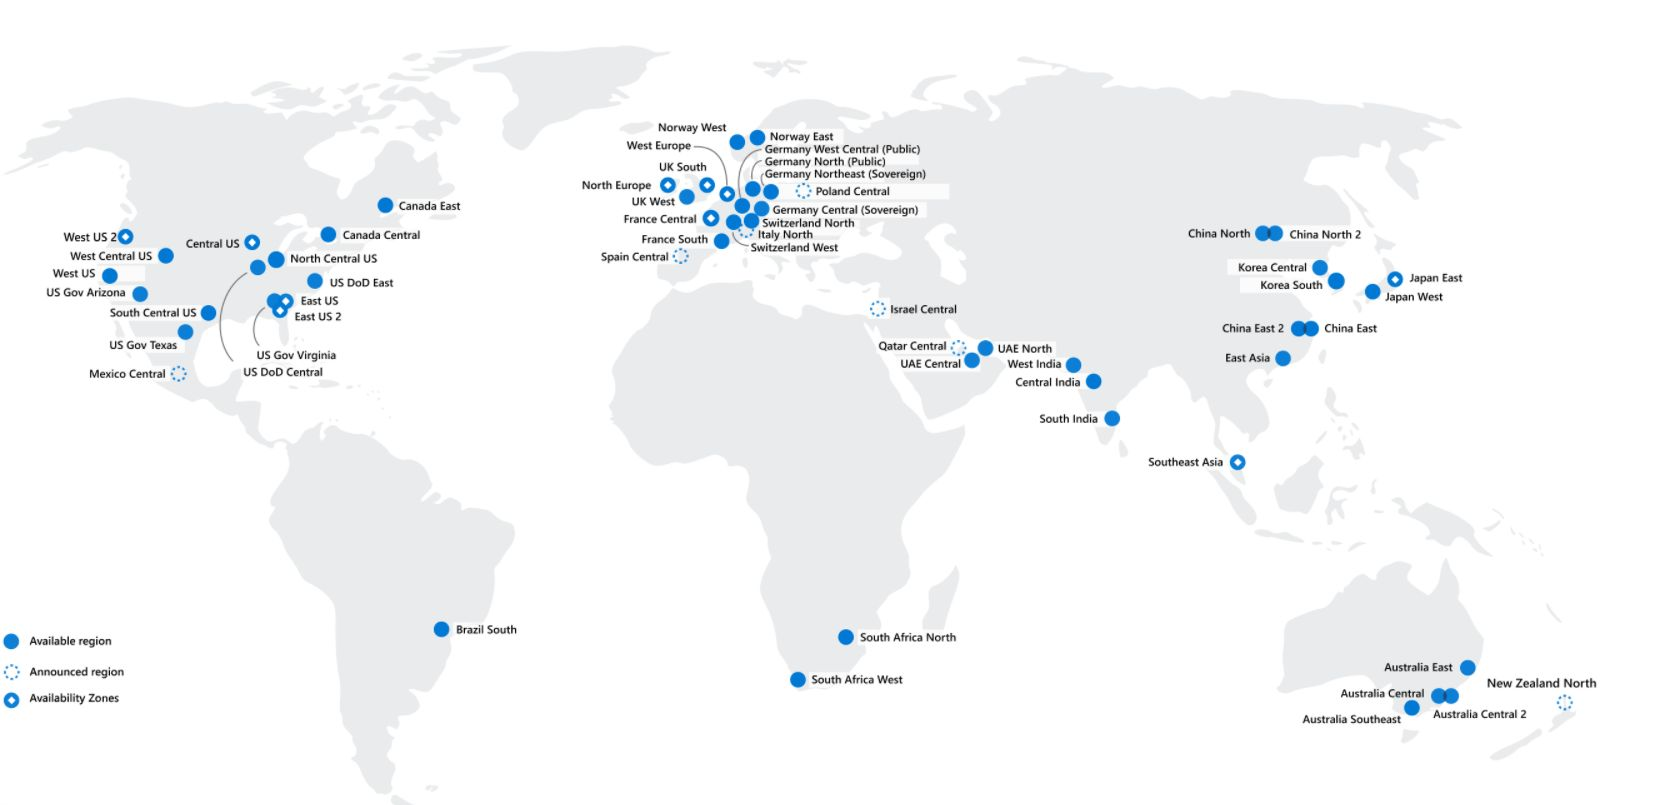 Canada East
Canada Central
West US 2
Central US
West Central US
North Central US
West US
US DoD East
US Gov Arizona
East US
South Central US
East US 2
US Gov Texas
US Gov Virginia
US DoD Central
Mexico Central
Brazil South
Norway West
Norway East
West Europe
Germany West Central (Public)
Germany North (Public)
UK South
Germany Northeast (Sovereign)
North Europe
Poland Central
UK West
Germany Central (Sovereign)
France Central
Switzerland North
Italy North
France South
Switzerland West
Spain Central
Israel Central
Qatar Central
UAE North
UAE Central
West India
Central India
South India
South Africa North
South Africa West
China North
China North 2
Korea Central
Korea South
Japan East
Japan West
China East 2
China East
East Asia
Southeast Asia
Australia East
New Zealand North
Australia Central
Australia Central 2
Australia Southeast
Available region
Announced region
Availability Zones